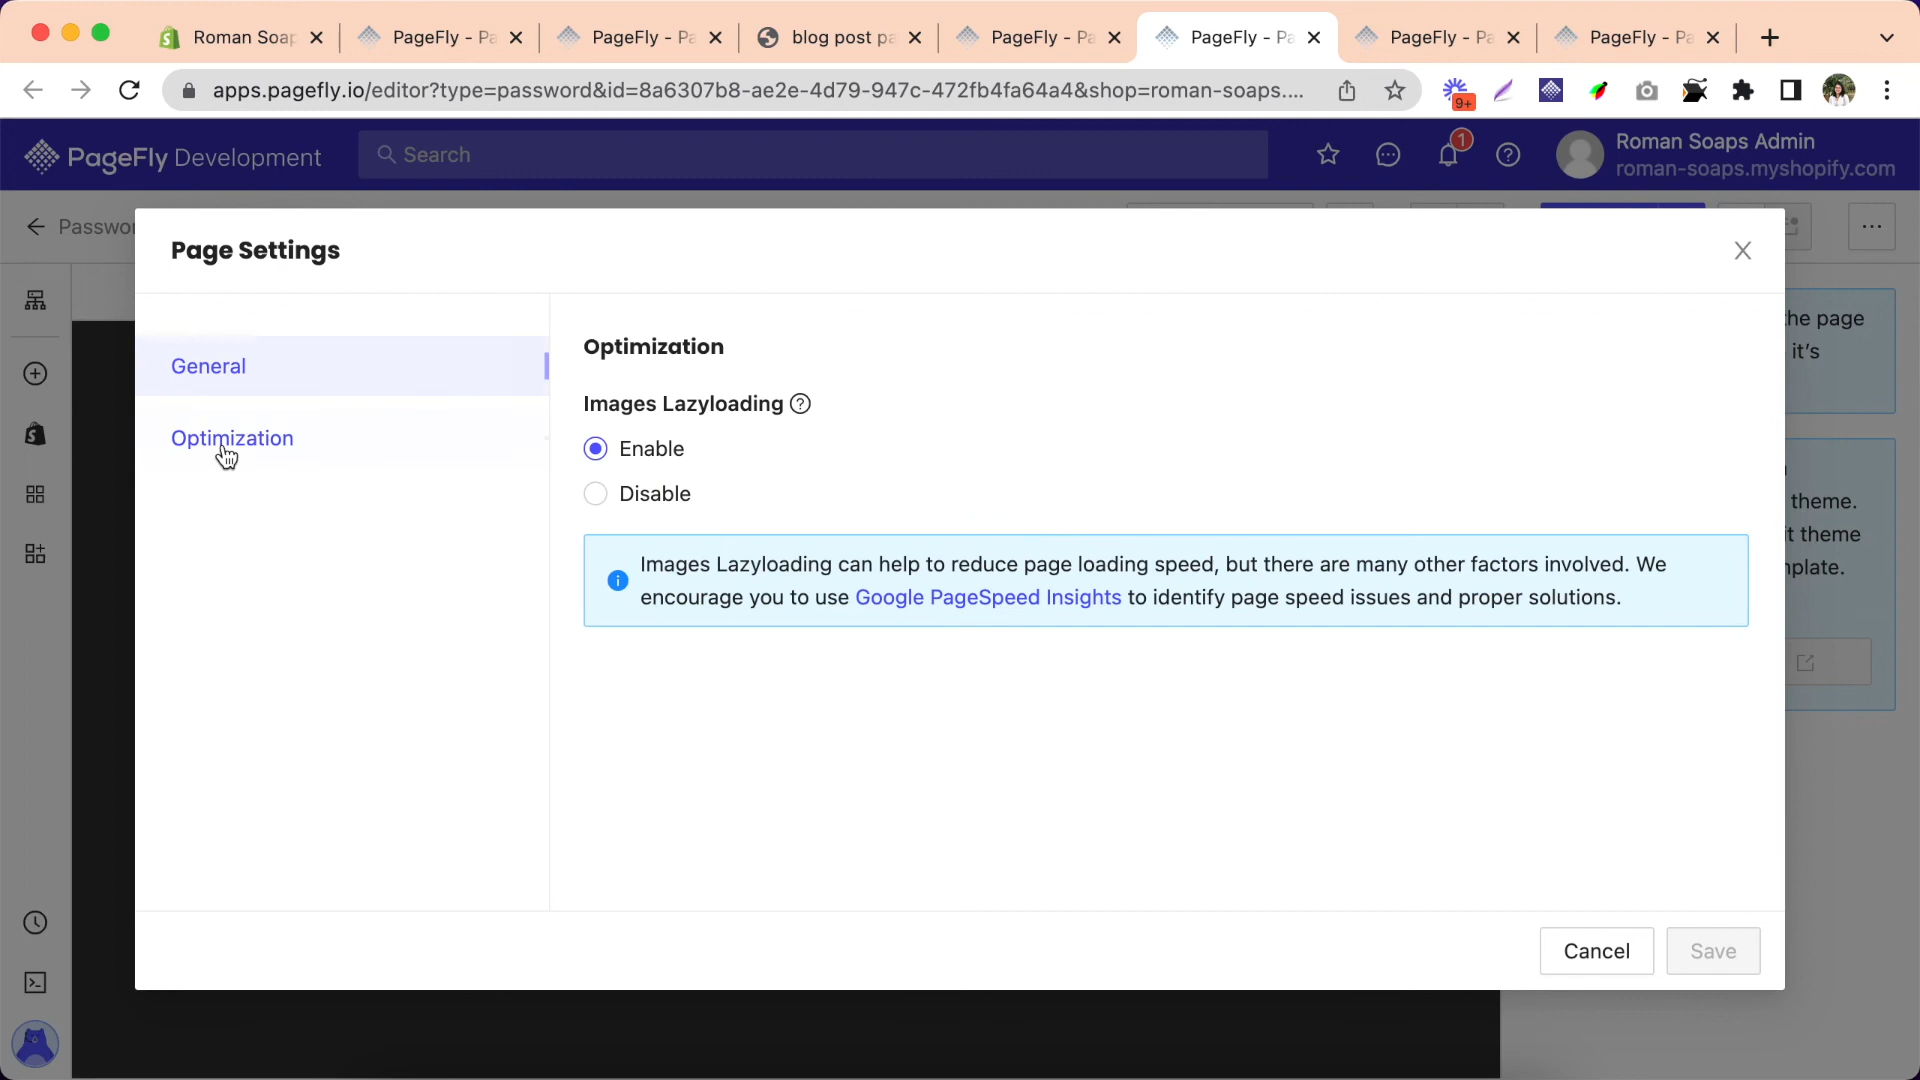 Roman Soap
PageFly - Pa
PageFly - Pa
blog post pa
PageFly - Pa
PageFly - Pa
PageFly - Pa
PageFly - Pa
apps.pagefly.io/editor?type=password&id=8a6307b8-ae2e-4d79-947c-472fb4fa64a4&shop=roman-soaps....
9+
PageFly Development
Search
1
Roman Soaps Admin
roman-soaps.myshopify.com
Passwor
Page Settings
the page
it's
General
Optimization
Optimization
Images Lazyloading
Enable
Disable
theme.
t theme
plate.
Images Lazyloading can help to reduce page loading speed, but there are many other factors involved. We
encourage you to use Google PageSpeed Insights to identify page speed issues and proper solutions.
Cancel
Save